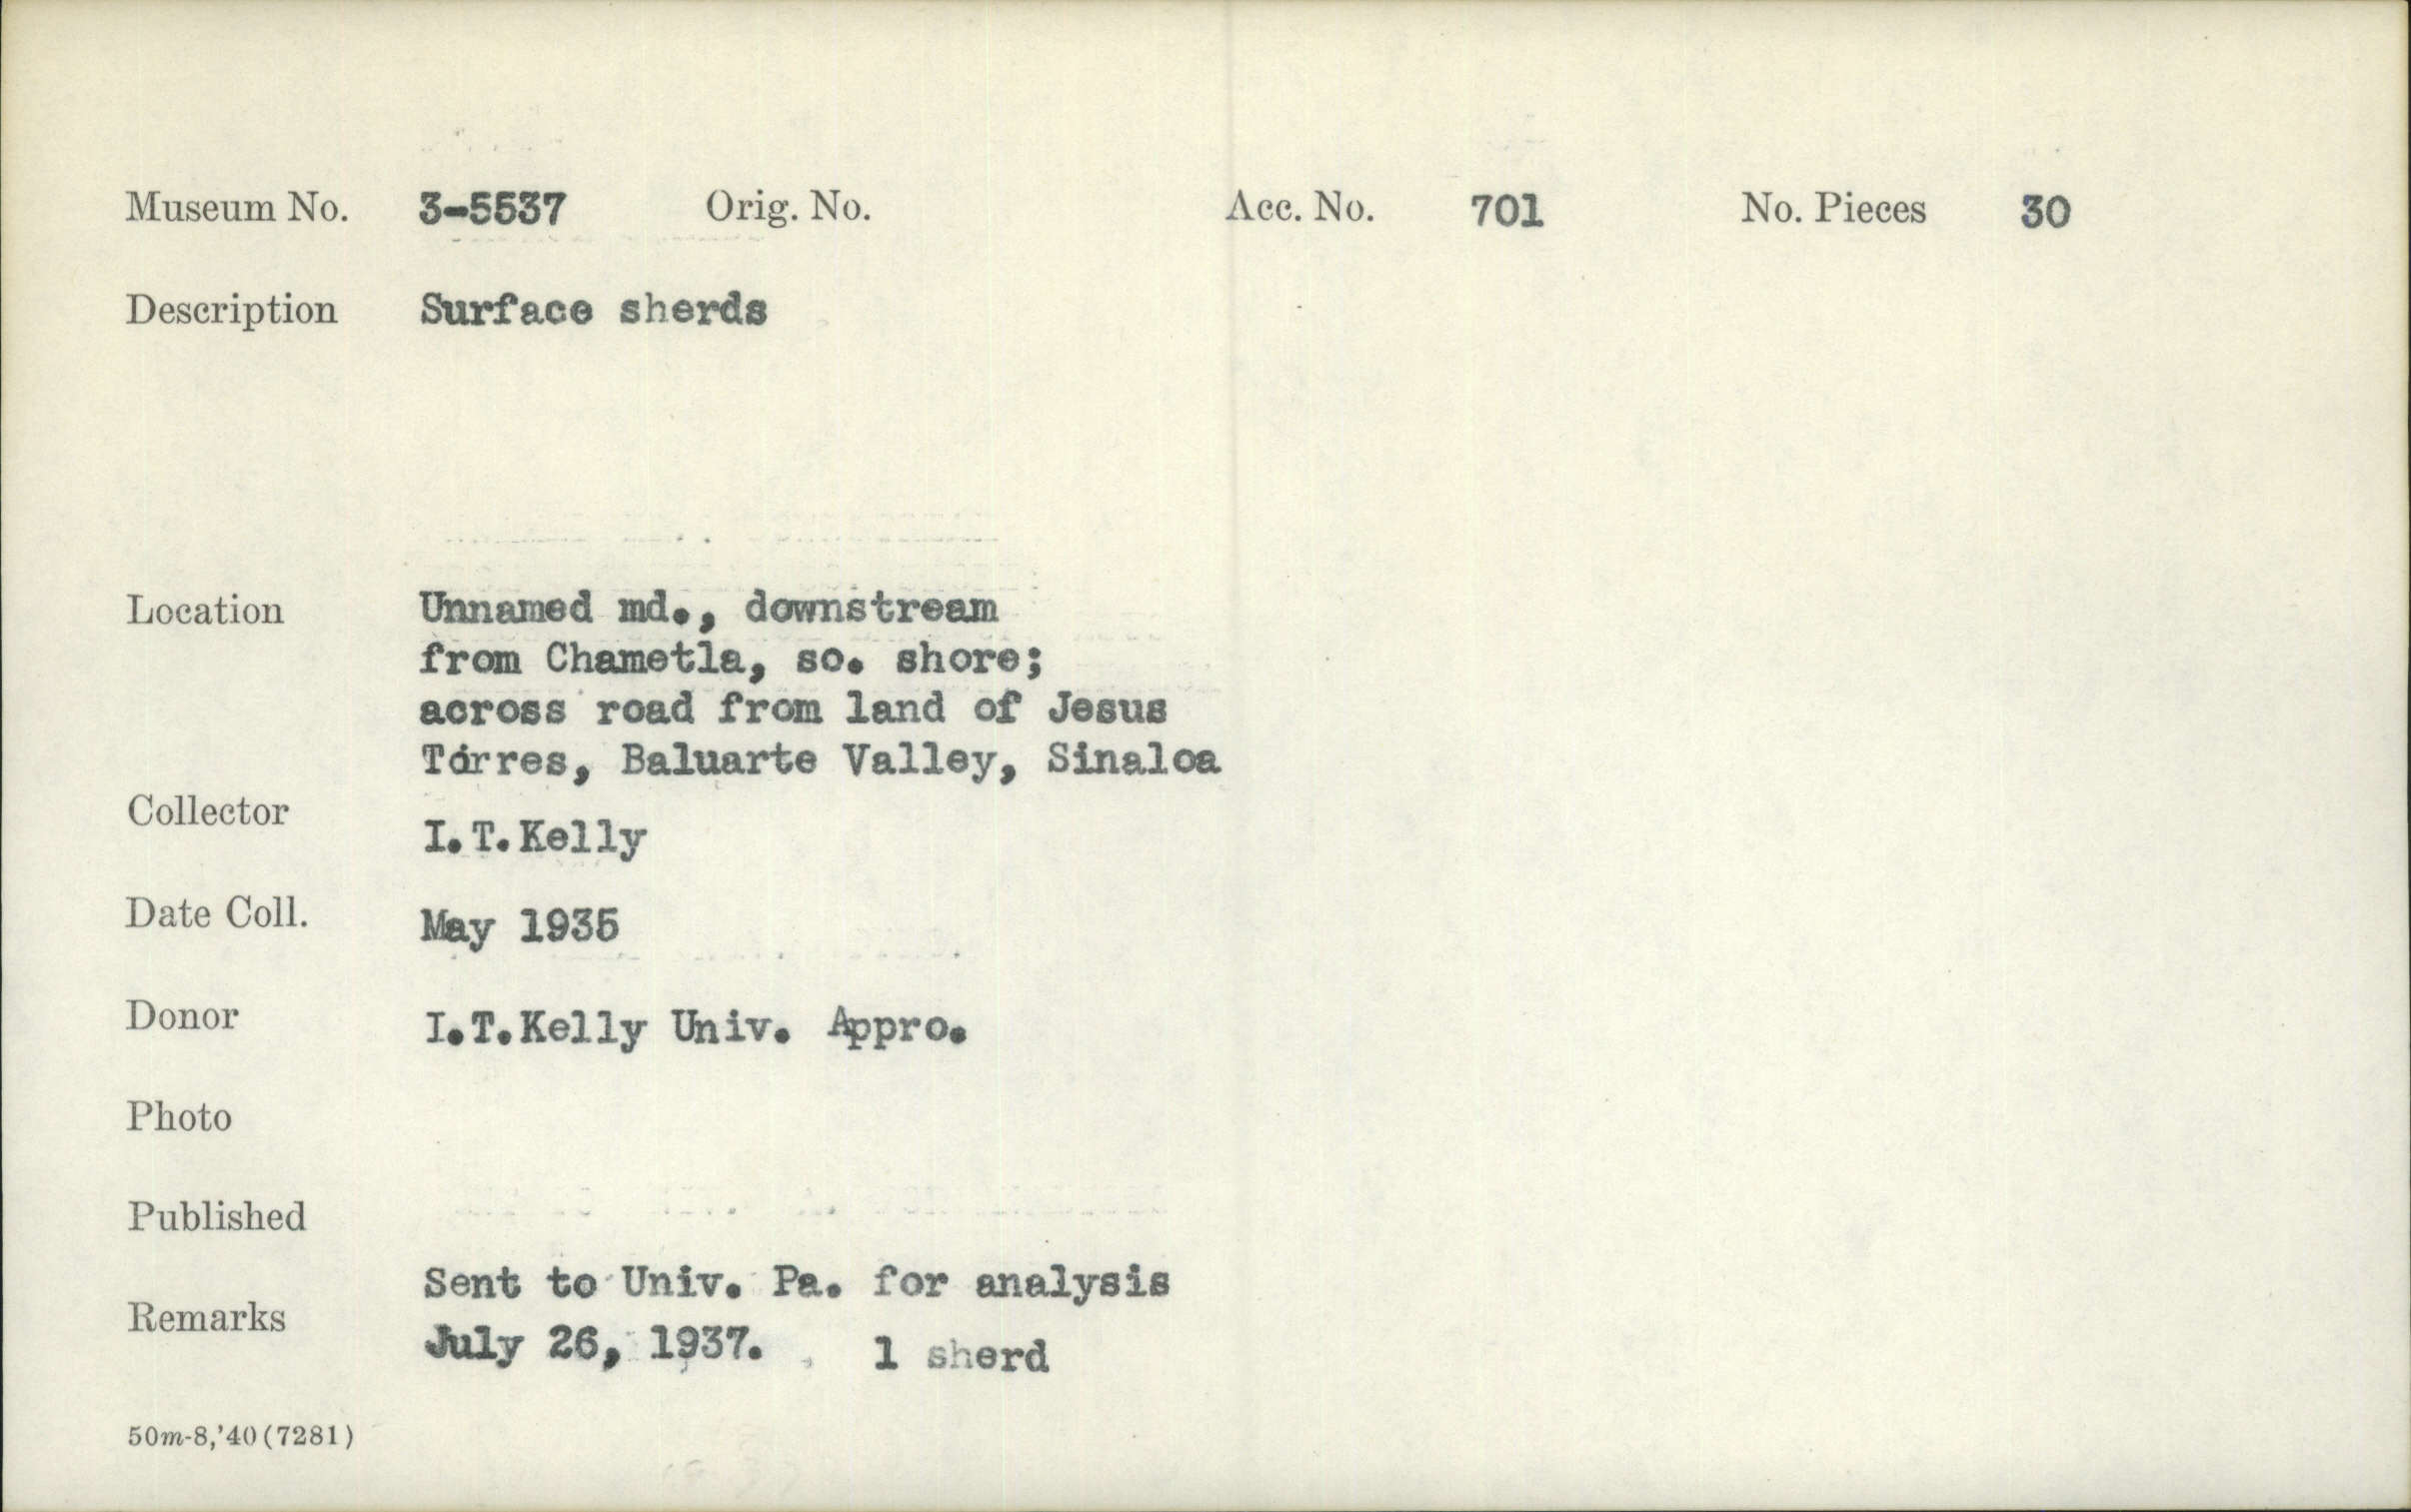 Museum No. 3-5537 Orig. No. Acc. No. 701 No. Pieces 30
Description Surface sherds
Location Unnamed md., downstream
from Chametla, so. shore;
across road from land of Jesus
Torres, Baluarte Valley, Sinaloa
Collector I.T.Kelly
Date Coll. May 1935
Donor I.T.Kelly Univ. Appro.
Photo
Published
Remarks Sent to Univ. Pa. for analysis
July 26, 1937. 1 sherd
50m-8,'40(7281)